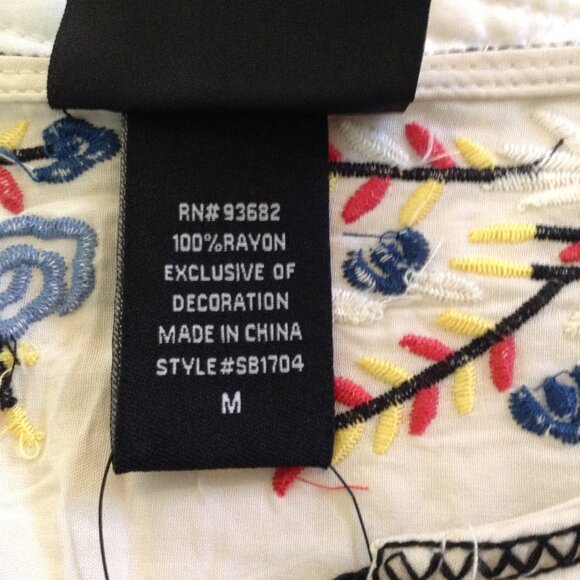 RN# 93682
100%RAYON
EXCLUSIVE OF
DECORATION
MADE IN CHINA
STYLE#SB1704
M